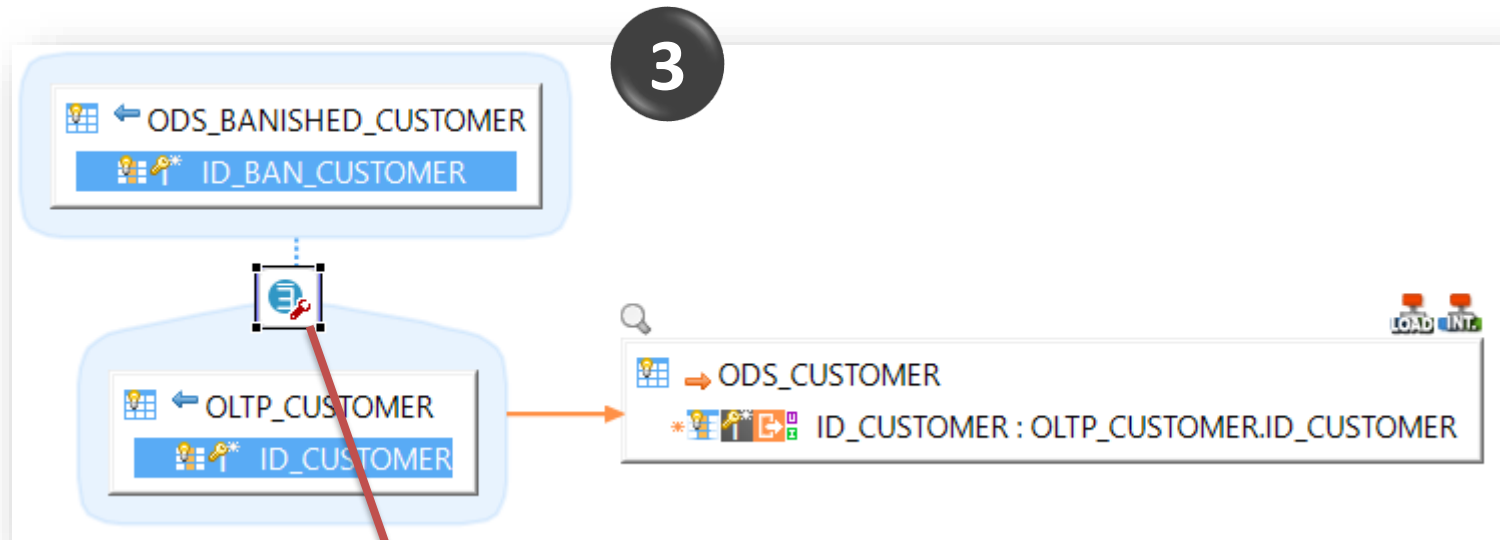 3
ODS_BANISHED_CUSTOMER
ID_BAN_CUSTOMER
OLTP_CUSTOMER
ID_CUSTOMER
LOAD INT.
ODS_CUSTOMER
U
I
ID_CUSTOMER : OLTP_CUSTOMER.ID_CUSTOMER